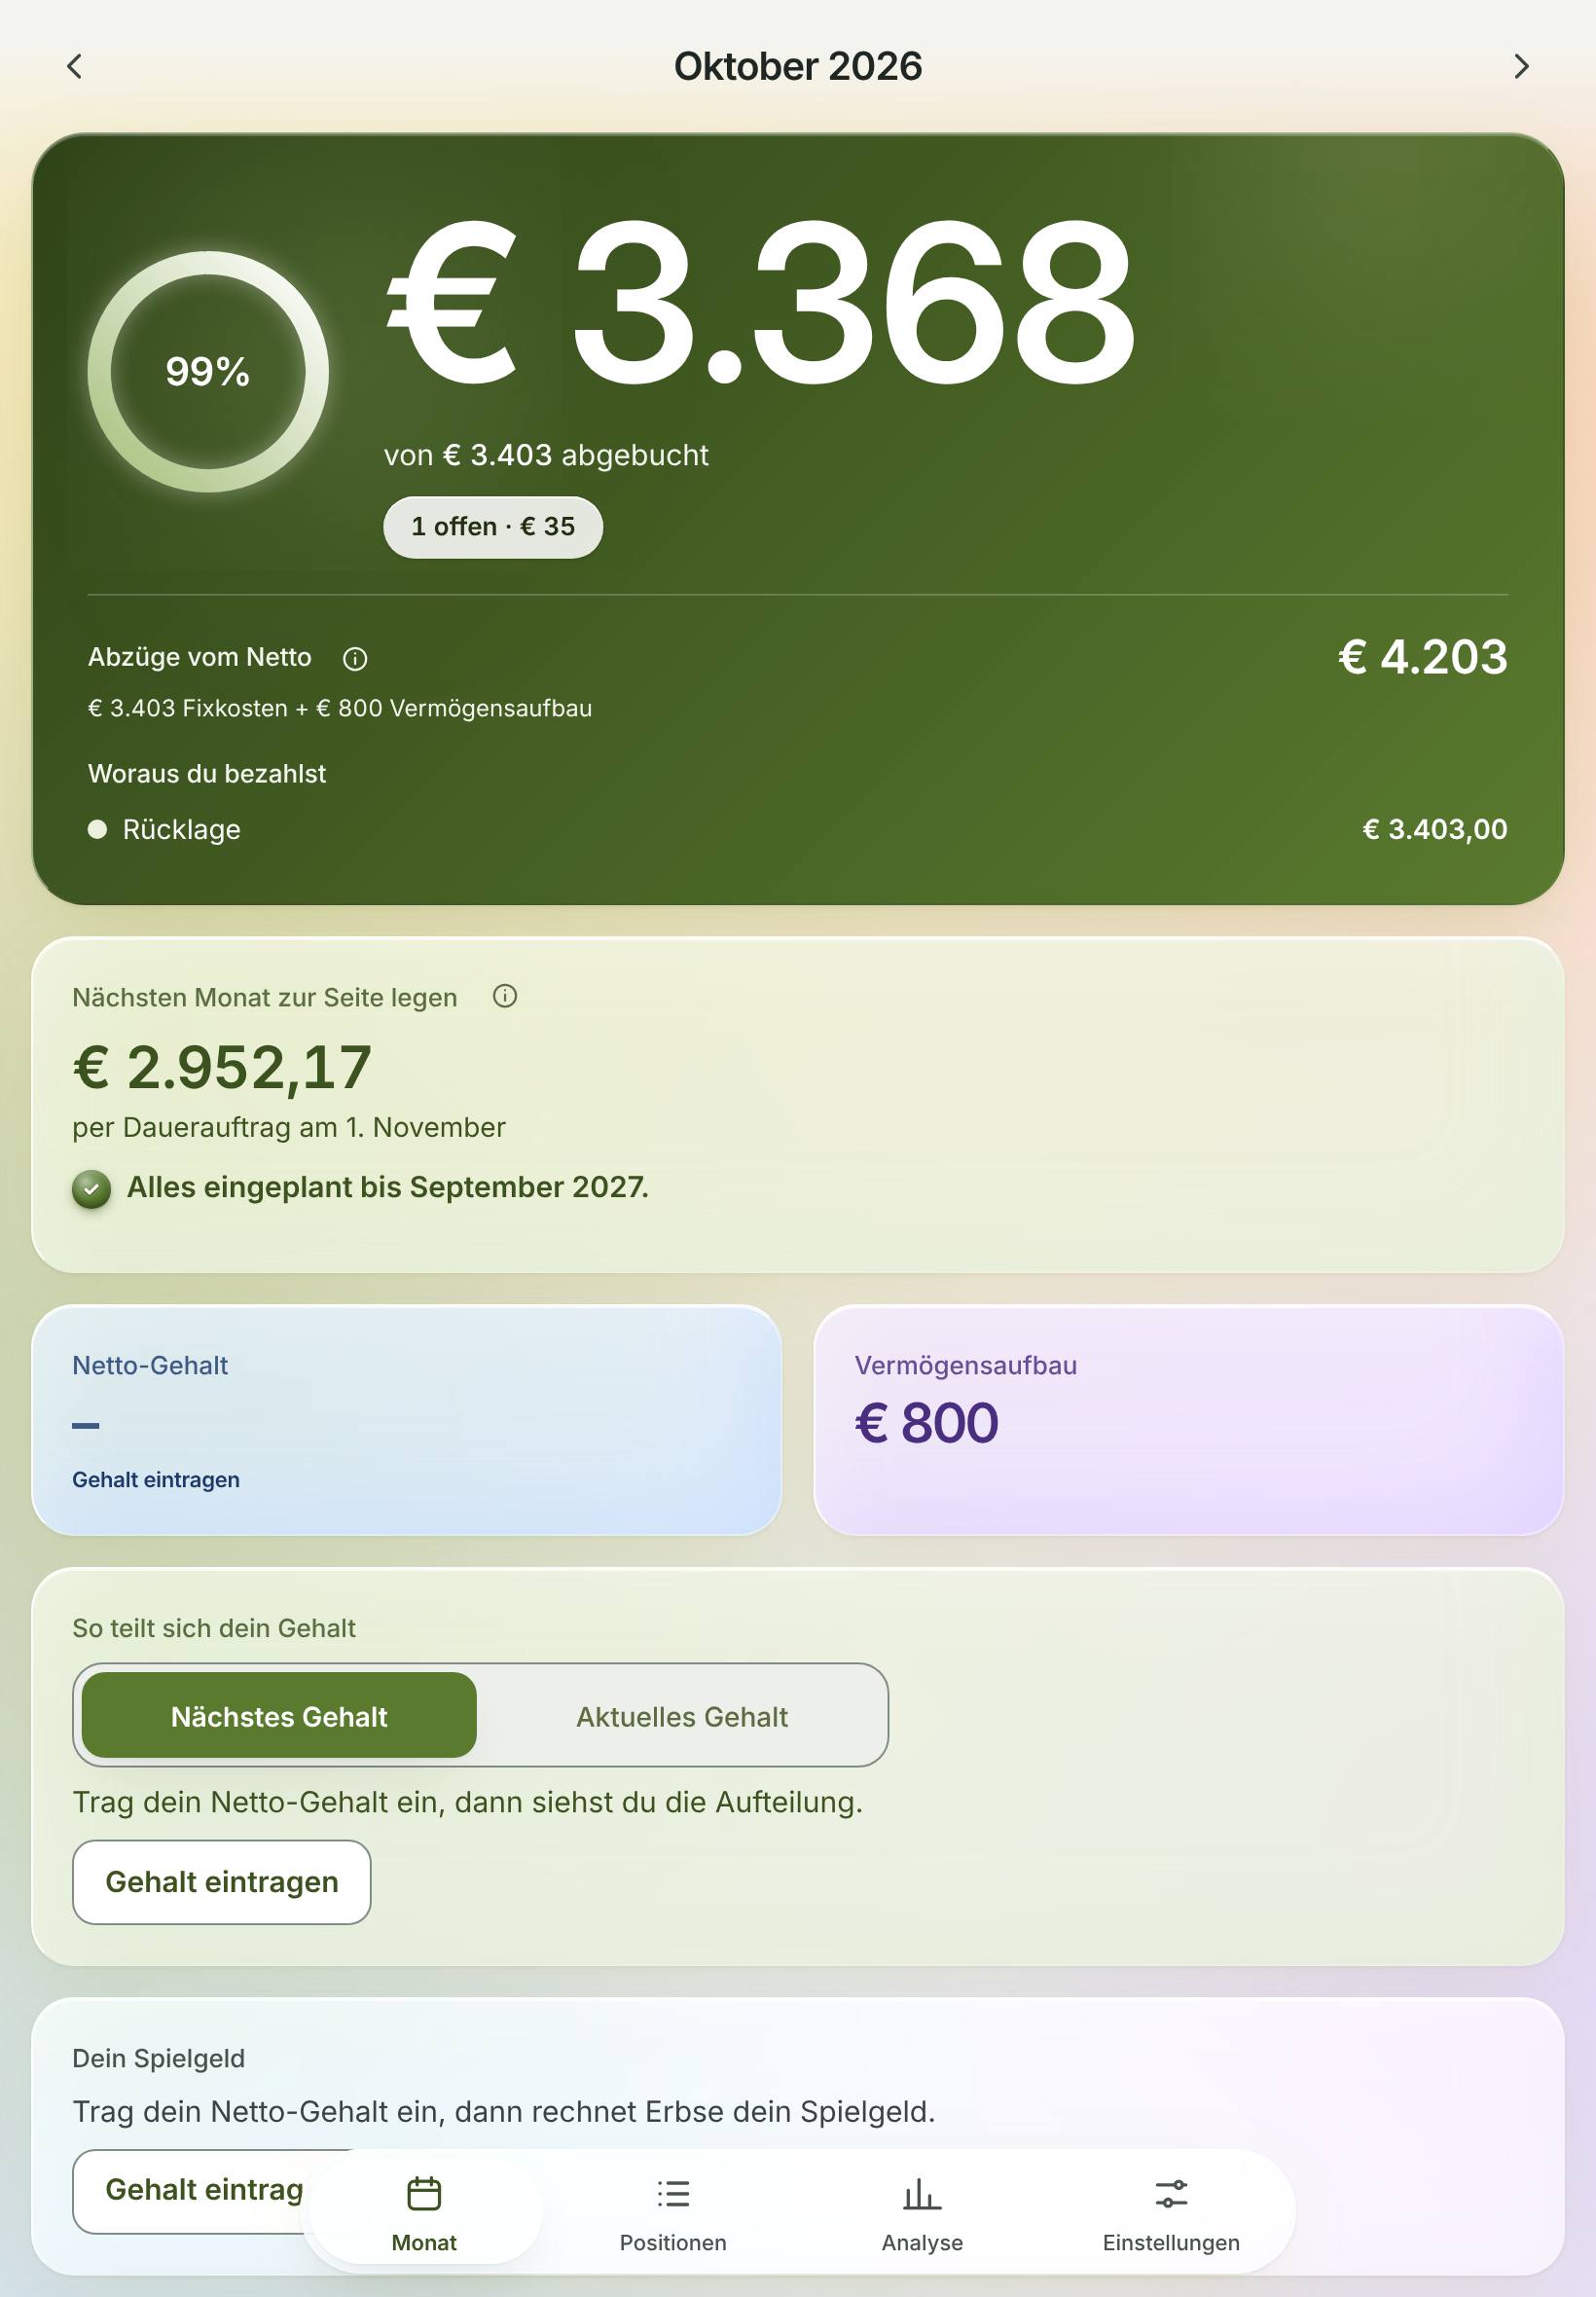 Oktober 2026
99%
€ 3.368
von € 3.403 abgebucht
1 offen · € 35
Abzüge vom Netto
€ 4.203
€ 3.403 Fixkosten + € 800 Vermögensaufbau
Woraus du bezahlst
Rücklage
€ 3.403,00
Nächsten Monat zur Seite legen
€ 2.952,17
per Dauerauftrag am 1. November
Alles eingeplant bis September 2027.
Netto-Gehalt
–
Gehalt eintragen
Vermögensaufbau
€ 800
So teilt sich dein Gehalt
Nächstes Gehalt
Aktuelles Gehalt
Trag dein Netto-Gehalt ein, dann siehst du die Aufteilung.
Gehalt eintragen
Dein Spielgeld
Trag dein Netto-Gehalt ein, dann rechnet Erbse dein Spielgeld.
Gehalt eintrag
Monat
Positionen
Analyse
Einstellungen